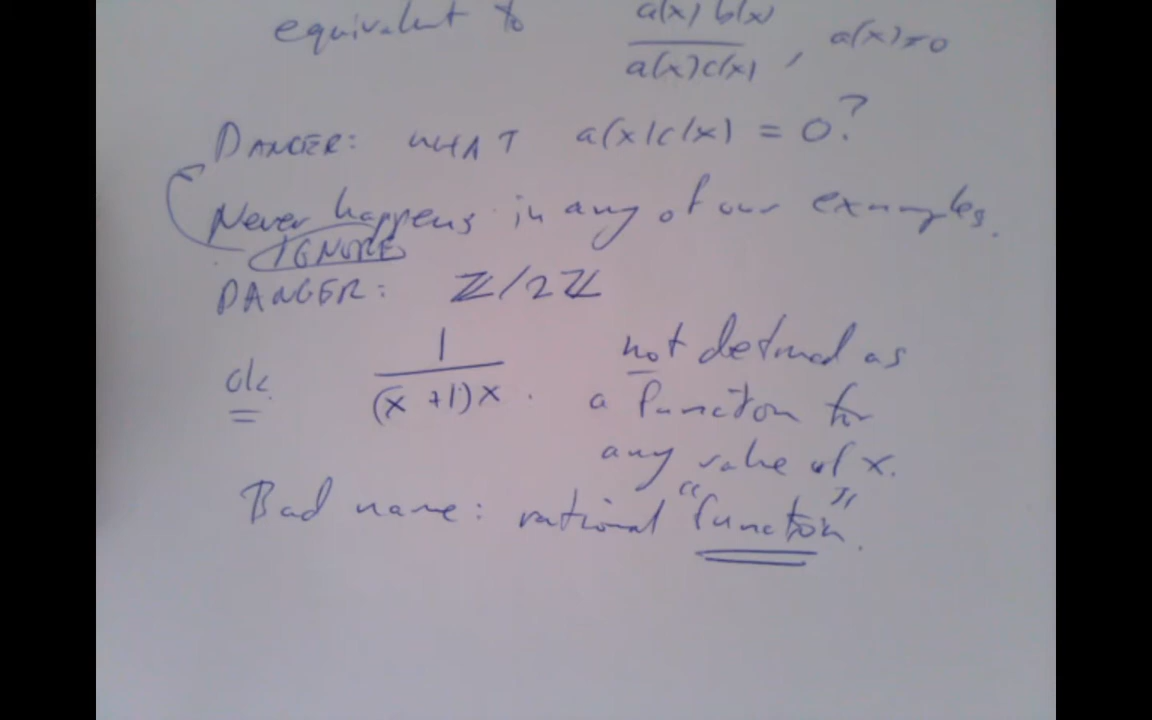 equivalent to a(x) b(x) / a(x) c(x) , a(x)≠0
DANGER: WHAT a(x)c(x) = 0?
Never happens in any of our examples.
IGNORE
DANGER: ℤ/2ℤ
ok 1 / (x +1)x . not defined as
a function for
any value of x.
Bad name: rational "function".